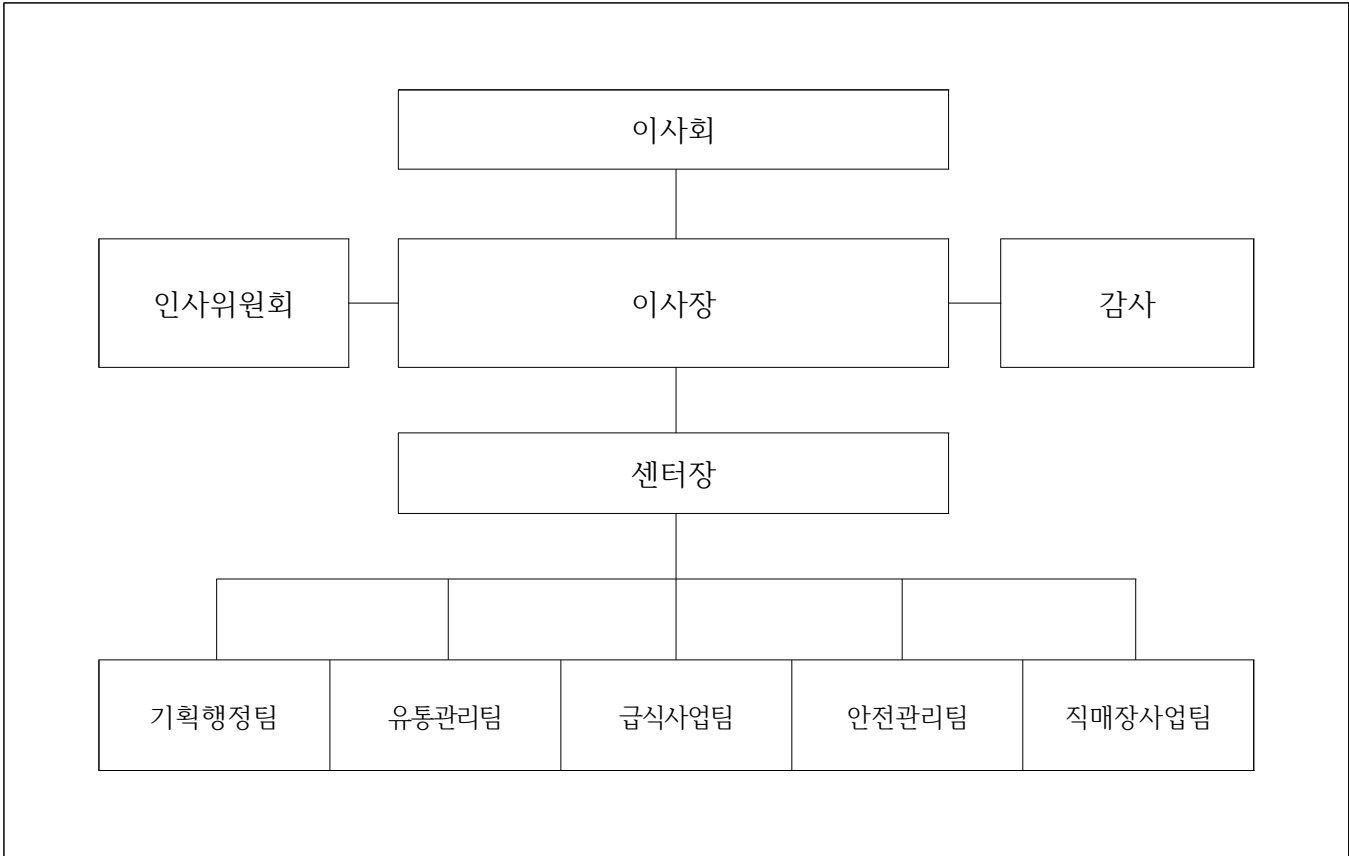 이사회
인사위원회
이사장
감사
센터장
기획행정팀
유통관리팀
급식사업팀
안전관리팀
직매장사업팀